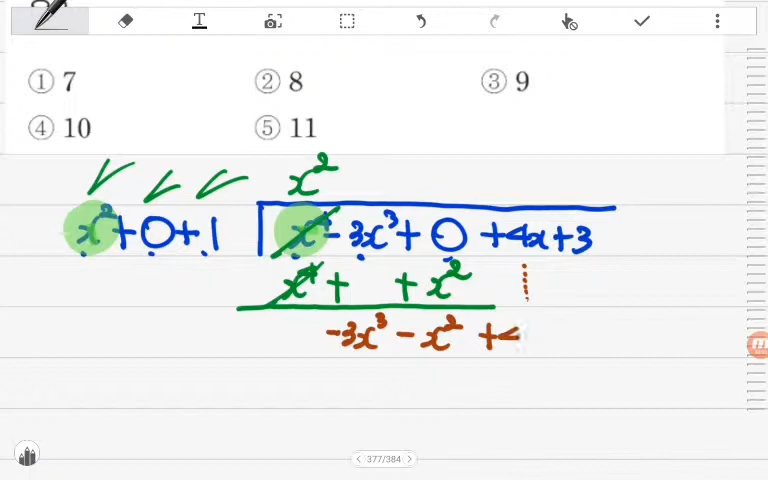 ① 7 ② 8 ③ 9
④ 10 ⑤ 11
x²
x² + 0 + 1 x⁴ - 3x³ + 0 + 4x + 3
x⁴ + + x²
-3x³ - x² + 4
377/384